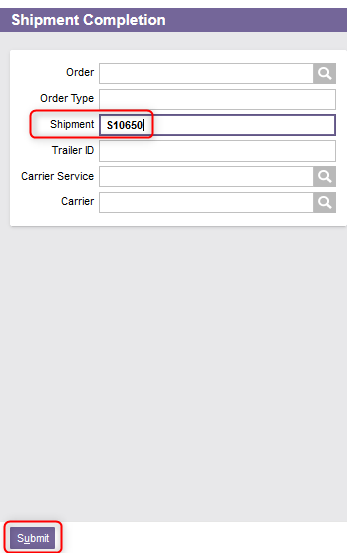 Shipment Completion
Order
Order Type
Shipment S10650
Trailer ID
Carrier Service
Carrier
Submit